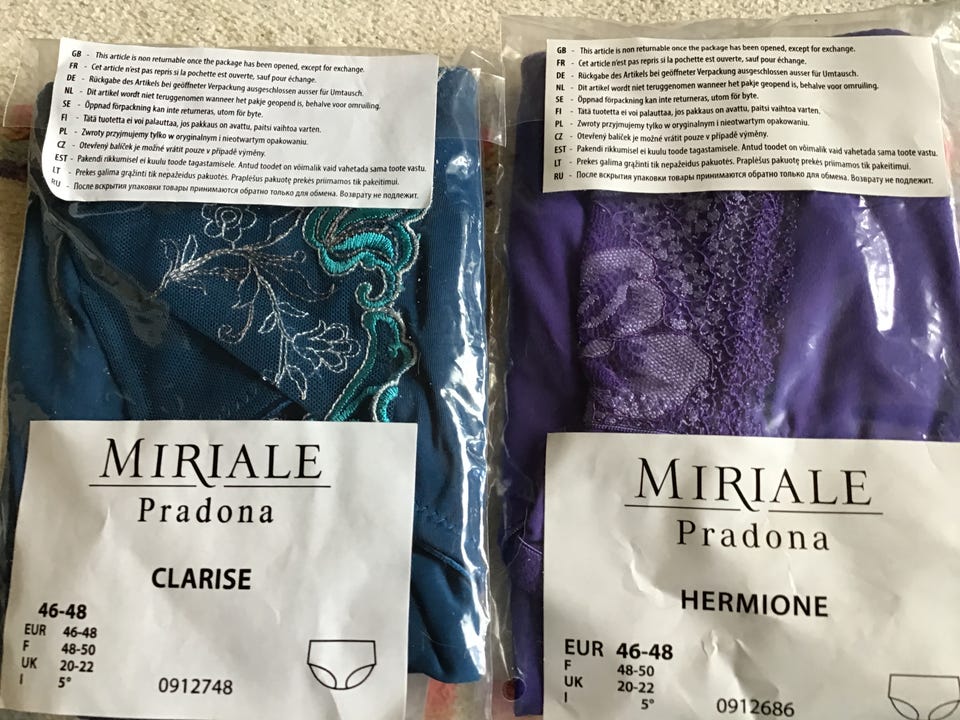 GB - This article is non returnable once the package has been opened, except for exchange.
FR - Cet article n'est pas repris si la pochette est ouverte, sauf pour échange.
DE - Rückgabe des Artikels bei geöffneter Verpackung ausgeschlossen ausser für Umtausch.
NL - Dit artikel wordt niet teruggenomen wanneer het pakje geopend is, behalve voor omruiling.
SE - Öppnad förpackning kan inte returneras, utom för byte.
FI - Tätä tuotetta ei voi palauttaa, jos pakkaus on avattu, paitsi vaihtoa varten.
PL - Zwroty przyjmujemy tylko w oryginalnym i nieotwartym opakowaniu.
CZ - Otevřený balíček je možné vrátit pouze v případě výměny.
EST - Pakendi rikkumisel ei kuulu toode tagastamisele. Antud toodet on võimalik vaid vahetada sama toote vastu.
LT - Prekes galima grąžinti tik nepažeidus pakuotės. Praplėšus pakuotę prekės priimamos tik pakeitimui.
RU - После вскрытия упаковки товары принимаются обратно только для обмена. Возврату не подлежит.
MIRIALE
Pradona
CLARISE
46-48
EUR 46-48
F 48-50
UK 20-22
I 5°
0912748
GB - This article is non returnable once the package has been opened, except for exchange.
FR - Cet article n'est pas repris si la pochette est ouverte, sauf pour échange.
DE - Rückgabe des Artikels bei geöffneter Verpackung ausgeschlossen ausser für Umtausch.
NL - Dit artikel wordt niet teruggenomen wanneer het pakje geopend is, behalve voor omruiling.
SE - Öppnad förpackning kan inte returneras, utom för byte.
FI - Tätä tuotetta ei voi palauttaa, jos pakkaus on avattu, paitsi vaihtoa varten.
PL - Zwroty przyjmujemy tylko w oryginalnym i nieotwartym opakowaniu.
CZ - Otevřený balíček je možné vrátit pouze v případě výměny.
EST - Pakendi rikkumisel ei kuulu toode tagastamisele. Antud toodet on võimalik vaid vahetada sama toote vastu.
LT - Prekes galima grąžinti tik nepažeidus pakuotės. Praplėšus pakuotę prekės priimamos tik pakeitimui.
RU - После вскрытия упаковки товары принимаются обратно только для обмена. Возврату не подлежит.
MIRIALE
Pradona
HERMIONE
EUR 46-48
F 48-50
UK 20-22
I 5°
0912686